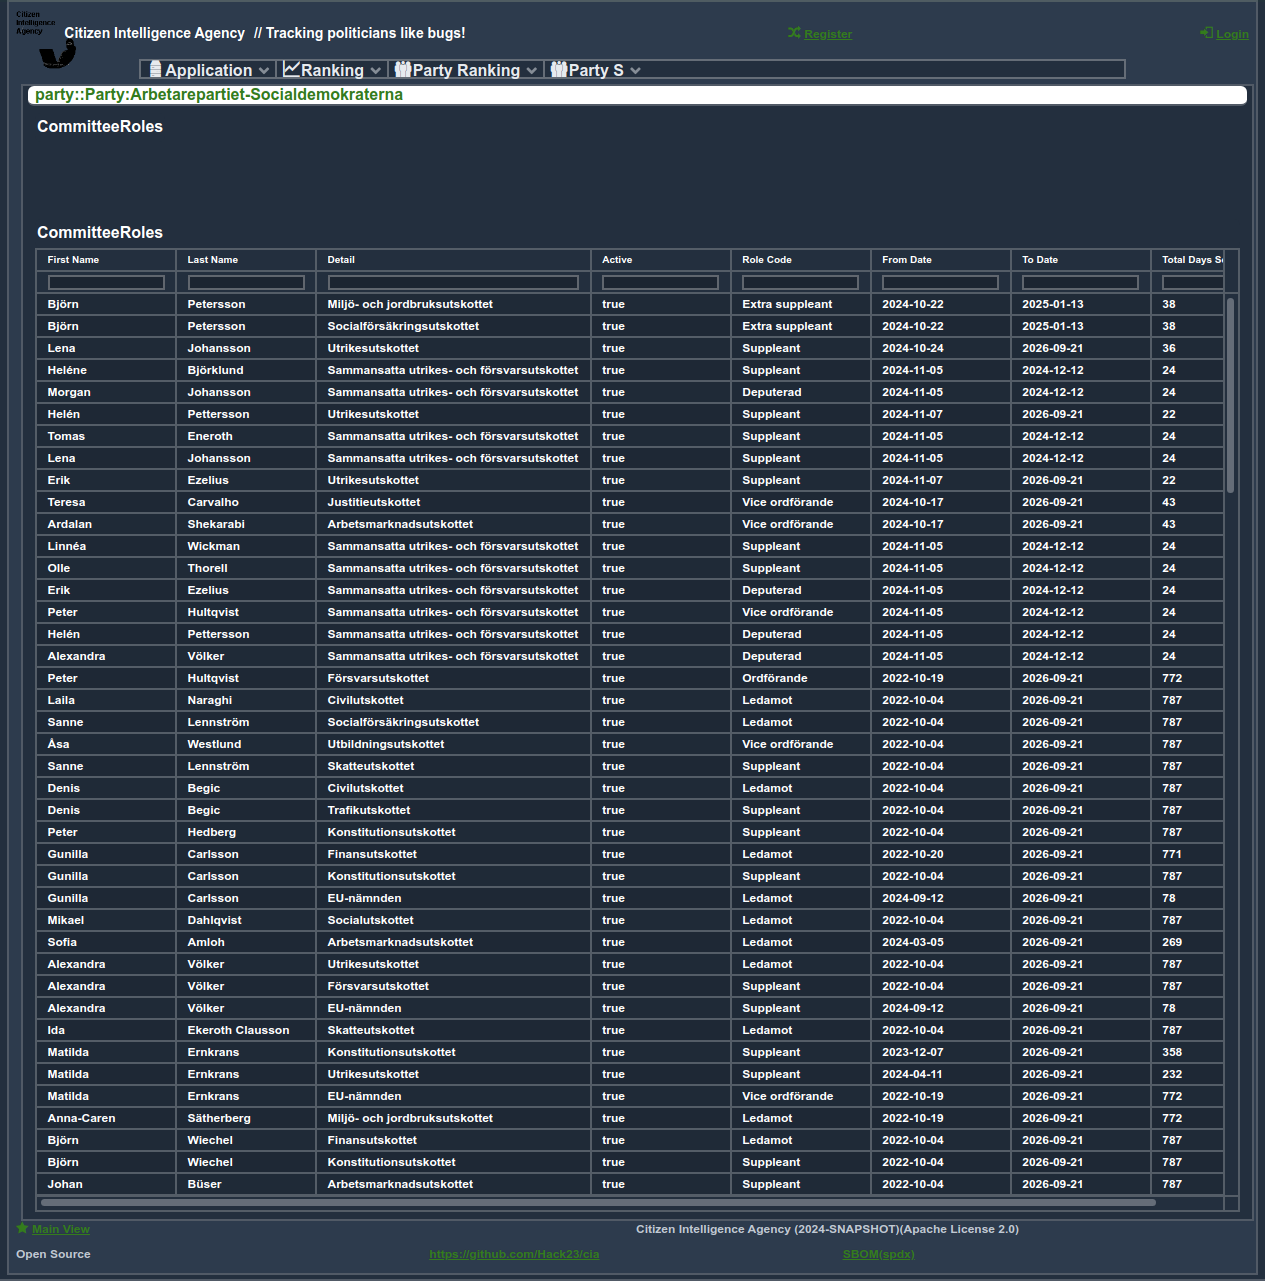 Citizen
Intelligence
Agency
Citizen Intelligence Agency // Tracking politicians like bugs!
Register
Login
Application Ranking Party Ranking Party S
party::Party:Arbetarepartiet-Socialdemokraterna
CommitteeRoles
CommitteeRoles
First Name Last Name Detail Active Role Code From Date To Date Total Days
Björn Petersson Miljö- och jordbruksutskottet true Extra suppleant 2024-10-22 2025-01-13 38
Björn Petersson Socialförsäkringsutskottet true Extra suppleant 2024-10-22 2025-01-13 38
Lena Johansson Utrikesutskottet true Suppleant 2024-10-24 2026-09-21 36
Heléne Björklund Sammansatta utrikes- och försvarsutskottet true Suppleant 2024-11-05 2024-12-12 24
Morgan Johansson Sammansatta utrikes- och försvarsutskottet true Deputerad 2024-11-05 2024-12-12 24
Helén Pettersson Utrikesutskottet true Suppleant 2024-11-07 2026-09-21 22
Tomas Eneroth Sammansatta utrikes- och försvarsutskottet true Suppleant 2024-11-05 2024-12-12 24
Lena Johansson Sammansatta utrikes- och försvarsutskottet true Suppleant 2024-11-05 2024-12-12 24
Erik Ezelius Utrikesutskottet true Suppleant 2024-11-07 2026-09-21 22
Teresa Carvalho Justitieutskottet true Vice ordförande 2024-10-17 2026-09-21 43
Ardalan Shekarabi Arbetsmarknadsutskottet true Vice ordförande 2024-10-17 2026-09-21 43
Linnéa Wickman Sammansatta utrikes- och försvarsutskottet true Suppleant 2024-11-05 2024-12-12 24
Olle Thorell Sammansatta utrikes- och försvarsutskottet true Suppleant 2024-11-05 2024-12-12 24
Erik Ezelius Sammansatta utrikes- och försvarsutskottet true Deputerad 2024-11-05 2024-12-12 24
Peter Hultqvist Sammansatta utrikes- och försvarsutskottet true Vice ordförande 2024-11-05 2024-12-12 24
Helén Pettersson Sammansatta utrikes- och försvarsutskottet true Deputerad 2024-11-05 2024-12-12 24
Alexandra Völker Sammansatta utrikes- och försvarsutskottet true Deputerad 2024-11-05 2024-12-12 24
Peter Hultqvist Försvarsutskottet true Ordförande 2022-10-19 2026-09-21 772
Laila Naraghi Civilutskottet true Ledamot 2022-10-04 2026-09-21 787
Sanne Lennström Socialförsäkringsutskottet true Ledamot 2022-10-04 2026-09-21 787
Åsa Westlund Utbildningsutskottet true Vice ordförande 2022-10-04 2026-09-21 787
Sanne Lennström Skatteutskottet true Suppleant 2022-10-04 2026-09-21 787
Denis Begic Civilutskottet true Ledamot 2022-10-04 2026-09-21 787
Denis Begic Trafikutskottet true Suppleant 2022-10-04 2026-09-21 787
Peter Hedberg Konstitutionsutskottet true Suppleant 2022-10-04 2026-09-21 787
Gunilla Carlsson Finansutskottet true Ledamot 2022-10-20 2026-09-21 771
Gunilla Carlsson Konstitutionsutskottet true Suppleant 2022-10-04 2026-09-21 787
Gunilla Carlsson EU-nämnden true Ledamot 2024-09-12 2026-09-21 78
Mikael Dahlqvist Socialutskottet true Ledamot 2022-10-04 2026-09-21 787
Sofia Amloh Arbetsmarknadsutskottet true Ledamot 2024-03-05 2026-09-21 269
Alexandra Völker Utrikesutskottet true Ledamot 2022-10-04 2026-09-21 787
Alexandra Völker Försvarsutskottet true Suppleant 2022-10-04 2026-09-21 787
Alexandra Völker EU-nämnden true Suppleant 2024-09-12 2026-09-21 78
Ida Ekeroth Clausson Skatteutskottet true Ledamot 2022-10-04 2026-09-21 787
Matilda Ernkrans Konstitutionsutskottet true Suppleant 2023-12-07 2026-09-21 358
Matilda Ernkrans Utrikesutskottet true Suppleant 2024-04-11 2026-09-21 232
Matilda Ernkrans EU-nämnden true Vice ordförande 2022-10-19 2026-09-21 772
Anna-Caren Sätherberg Miljö- och jordbruksutskottet true Ledamot 2022-10-19 2026-09-21 772
Björn Wiechel Finansutskottet true Ledamot 2022-10-04 2026-09-21 787
Björn Wiechel Konstitutionsutskottet true Suppleant 2022-10-04 2026-09-21 787
Johan Büser Arbetsmarknadsutskottet true Suppleant 2022-10-04 2026-09-21 787
Main View Citizen Intelligence Agency (2024-SNAPSHOT)(Apache License 2.0)
Open Source https://github.com/Hack23/cia SBOM(spdx)